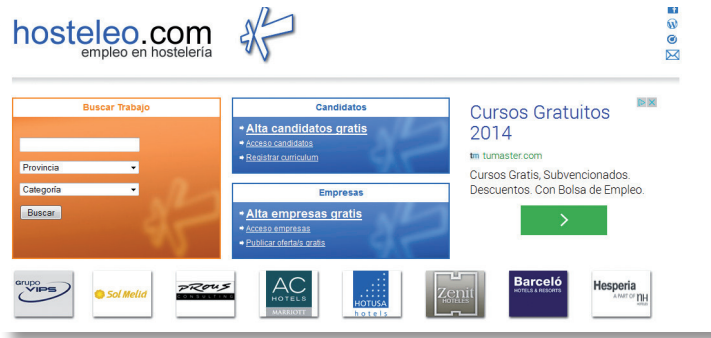 hosteleo.com
empleo en hostelería
Buscar Trabajo
Provincia
Categoría
Buscar
Candidatos
Alta candidatos gratis
Acceso candidatos
Registrar curriculum
Empresas
Alta empresas gratis
Acceso empresas
Publicar oferta/s gratis
Cursos Gratuitos
2014
tm tumaster.com
Cursos Gratis, Subvencionados.
Descuentos. Con Bolsa de Empleo.
Grupo
VIPS
Sol Meliá
PROUS
CONSULTING
AC
HOTELS
MARRIOTT
HOTUSA
hotels
Zenit
HOTELES
Barceló
HOTELS & RESORTS
Hesperia
A PART OF nH